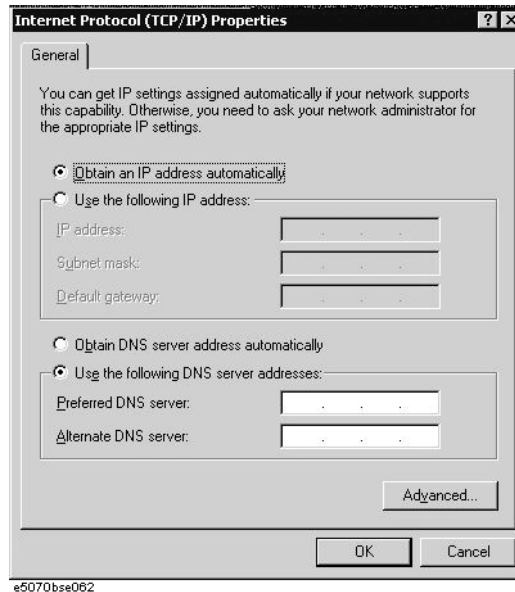 Internet Protocol (TCP/IP) Properties
General
You can get IP settings assigned automatically if your network supports
this capability. Otherwise, you need to ask your network administrator for
the appropriate IP settings.
Obtain an IP address automatically
Use the following IP address:
IP address:
Subnet mask:
Default gateway:
Obtain DNS server address automatically
Use the following DNS server addresses:
Preferred DNS server:
Alternate DNS server:
Advanced...
OK Cancel
e5070bse062